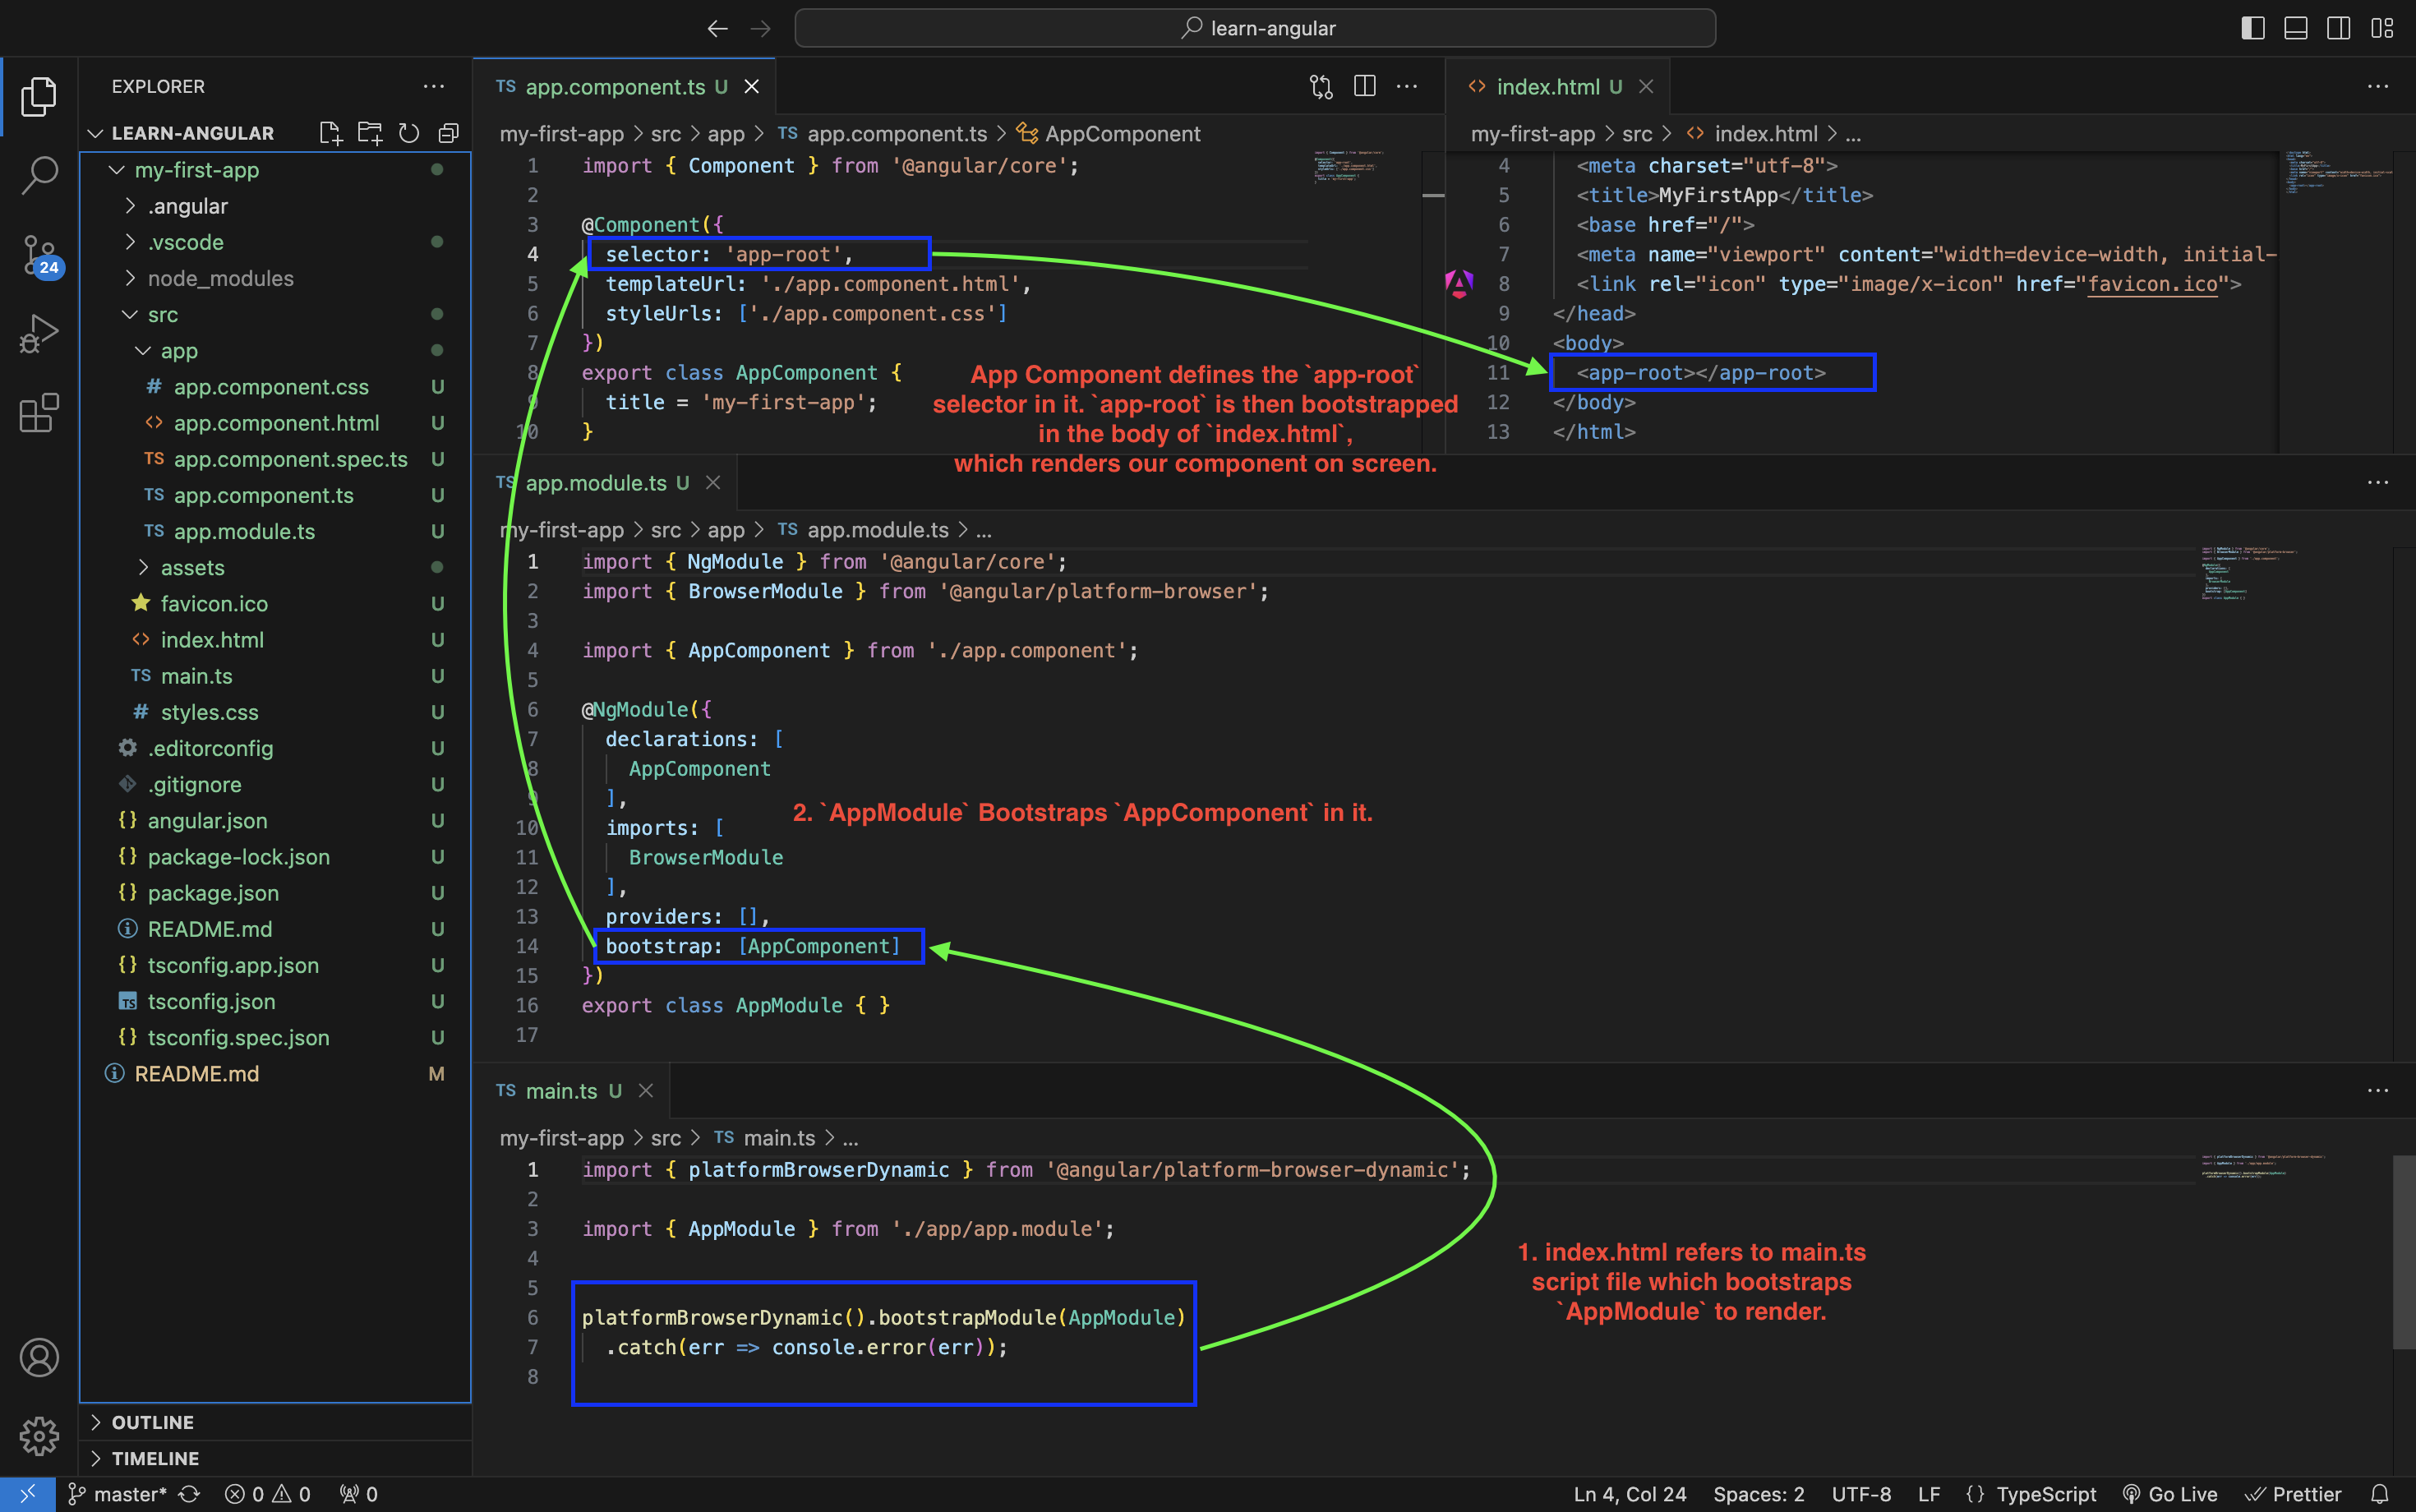 learn-angular
EXPLORER
LEARN-ANGULAR
my-first-app
.angular
.vscode
node_modules
src
app
# app.component.css U
<> app.component.html U
TS app.component.spec.ts U
TS app.component.ts U
TS app.module.ts U
assets
favicon.ico U
<> index.html U
TS main.ts U
# styles.css U
.editorconfig U
.gitignore U
{} angular.json U
{} package-lock.json U
{} package.json U
README.md U
{} tsconfig.app.json U
TS tsconfig.json U
{} tsconfig.spec.json U
README.md M
OUTLINE
TIMELINE
24
TS app.component.ts U
my-first-app > src > app > TS app.component.ts > AppComponent
1 import { Component } from '@angular/core';
2
3 @Component({
4 selector: 'app-root',
5 templateUrl: './app.component.html',
6 styleUrls: ['./app.component.css']
7 })
8 export class AppComponent {
9 title = 'my-first-app';
10 }
App Component defines the `app-root`
selector in it. `app-root` is then bootstrapped
in the body of `index.html`,
which renders our component on screen.
<> index.html U
my-first-app > src > <> index.html > ...
4 <meta charset="utf-8">
5 <title>MyFirstApp</title>
6 <base href="/">
7 <meta name="viewport" content="width=device-width, initial-
8 <link rel="icon" type="image/x-icon" href="favicon.ico">
9 </head>
10 <body>
11 <app-root></app-root>
12 </body>
13 </html>
TS app.module.ts U
my-first-app > src > app > TS app.module.ts > ...
1 import { NgModule } from '@angular/core';
2 import { BrowserModule } from '@angular/platform-browser';
3
4 import { AppComponent } from './app.component';
5
6 @NgModule({
7 declarations: [
8 AppComponent
9 ],
10 imports: [
11 BrowserModule
12 ],
13 providers: [],
14 bootstrap: [AppComponent]
15 })
16 export class AppModule { }
17
2. `AppModule` Bootstraps `AppComponent` in it.
TS main.ts U
my-first-app > src > TS main.ts > ...
1 import { platformBrowserDynamic } from '@angular/platform-browser-dynamic';
2
3 import { AppModule } from './app/app.module';
4
5
6 platformBrowserDynamic().bootstrapModule(AppModule)
7 .catch(err => console.error(err));
8
1. index.html refers to main.ts
script file which bootstraps
`AppModule` to render.
master* 0 0 0
Ln 4, Col 24 Spaces: 2 UTF-8 LF {} TypeScript Go Live Prettier